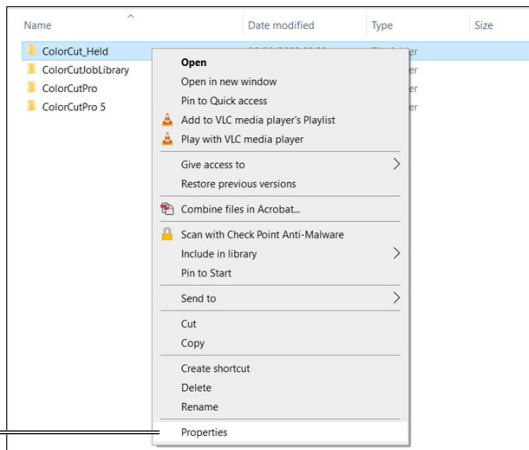 Name Date modified Type Size
ColorCut_Held
ColorCutJobLibrary
ColorCutPro
ColorCutPro 5
Open
Open in new window
Pin to Quick access
Add to VLC media player's Playlist
Play with VLC media player
Give access to
Restore previous versions
Combine files in Acrobat...
Scan with Check Point Anti-Malware
Include in library
Pin to Start
Send to
Cut
Copy
Create shortcut
Delete
Rename
Properties